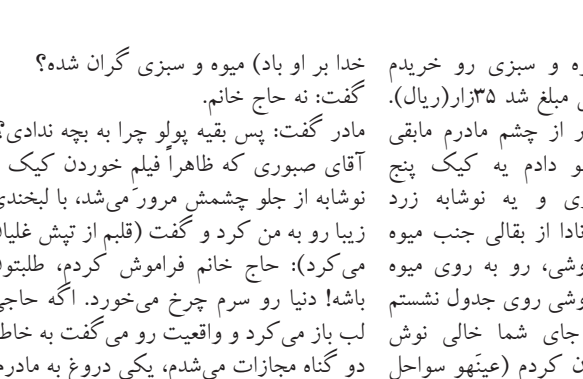 ه و سبزی رو خریدم
مبلغ شد ۳۵زار(ریال).
ر از چشم مادرم مابقی
و دادم یه کیک پنج
ی و یه نوشابه زرد
نادا از بقالی جنب میوه
وشی، رو به روی میوه
وشی روی جدول نشستم
جای شما خالی نوش
ن کردم (عینَهو سواحل
خدا بر او باد) میوه و سبزی گران شده؟
گفت: نه حاج خانم.
مادر گفت: پس بقیه پولو چرا به بچه ندادی؟
آقای صبوری که ظاهراً فیلمِ خوردن کیک
نوشابه از جلو چشمش مرورَ می‌شد، با لبخندی
زیبا رو به من کرد و گفت (قلبم از تپش غلیا
می‌کرد): حاج خانم فراموش کردم، طلبتو
باشه! دنیا رو سرم چرخ می‌خورد. اگه حاجی
لب باز می‌کرد و واقعیت رو می‌گفت به خاط
دو گناه مجازات می‌شدم، یکی دروغ به مادرم